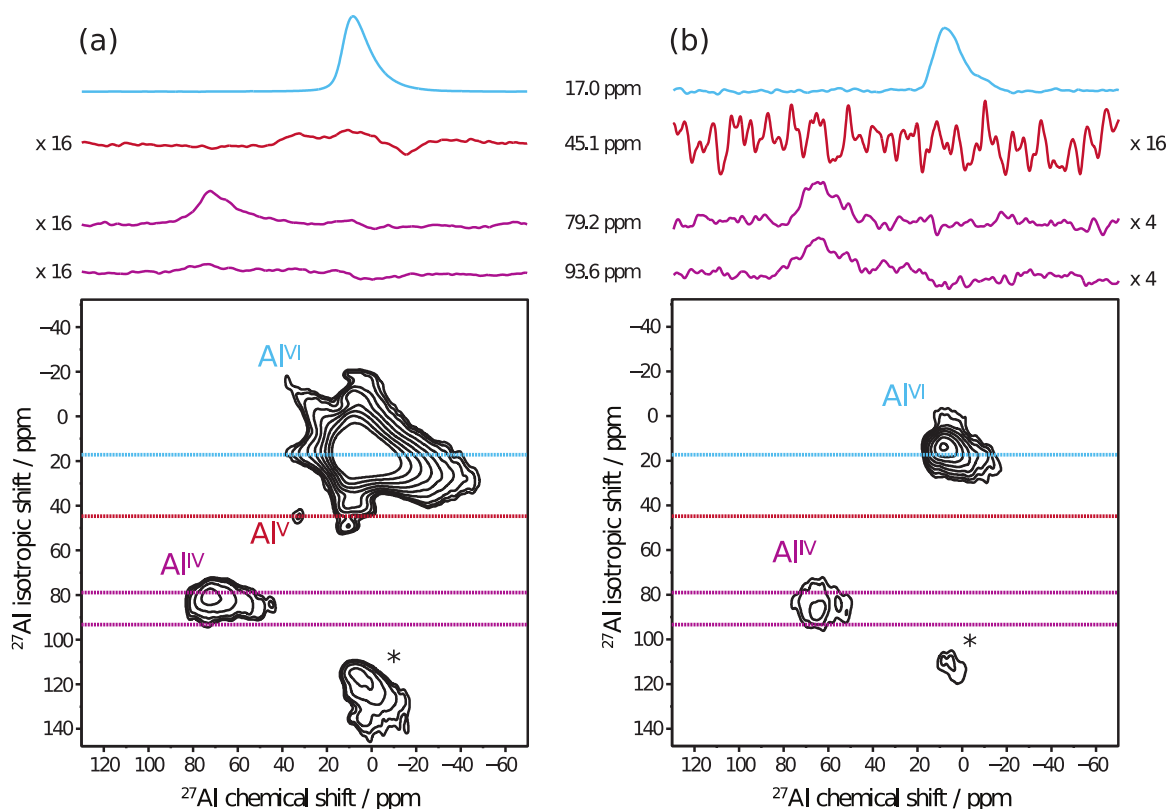 (a)
(b)
17.0 ppm
x 16
45.1 ppm
x 16
x 16
79.2 ppm
x 4
x 16
93.6 ppm
x 4
−40
−20
0
20
40
60
80
100
120
140
²⁷Al isotropic shift / ppm
Alⱽᴵ
Alⱽ
Alᴵⱽ
*
120 100 80 60 40 20 0 −20 −40 −60
²⁷Al chemical shift / ppm
−40
−20
0
20
40
60
80
100
120
140
²⁷Al isotropic shift / ppm
Alⱽᴵ
Alᴵⱽ
*
120 100 80 60 40 20 0 −20 −40 −60
²⁷Al chemical shift / ppm